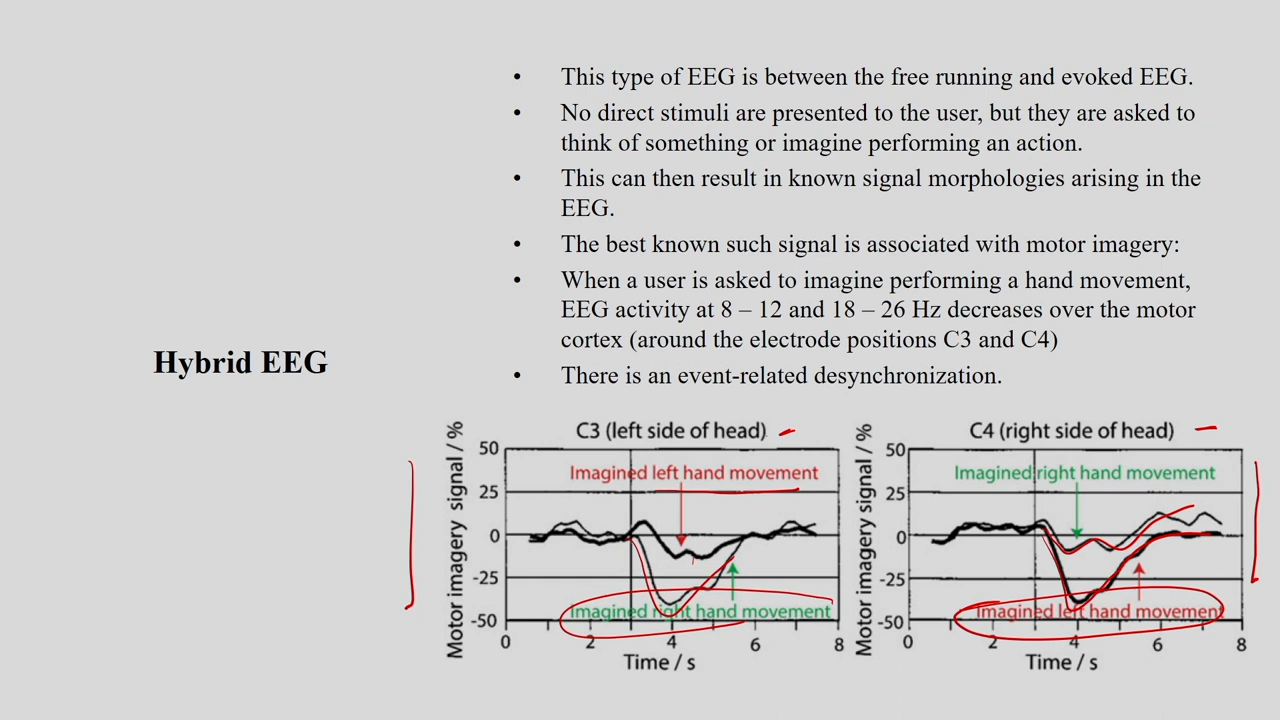 Hybrid EEG
• This type of EEG is between the free running and evoked EEG.
• No direct stimuli are presented to the user, but they are asked to
think of something or imagine performing an action.
• This can then result in known signal morphologies arising in the
EEG.
• The best known such signal is associated with motor imagery:
• When a user is asked to imagine performing a hand movement,
EEG activity at 8 – 12 and 18 – 26 Hz decreases over the motor
cortex (around the electrode positions C3 and C4)
• There is an event-related desynchronization.
C3 (left side of head)
Motor imagery signal / %
50
25
0
-25
-50
Imagined left hand movement
Imagined right hand movement
0 2 4 6 8
Time / s
C4 (right side of head)
Motor imagery signal / %
50
25
0
-25
-50
Imagined right hand movement
Imagined left hand movement
0 2 4 6 8
Time / s